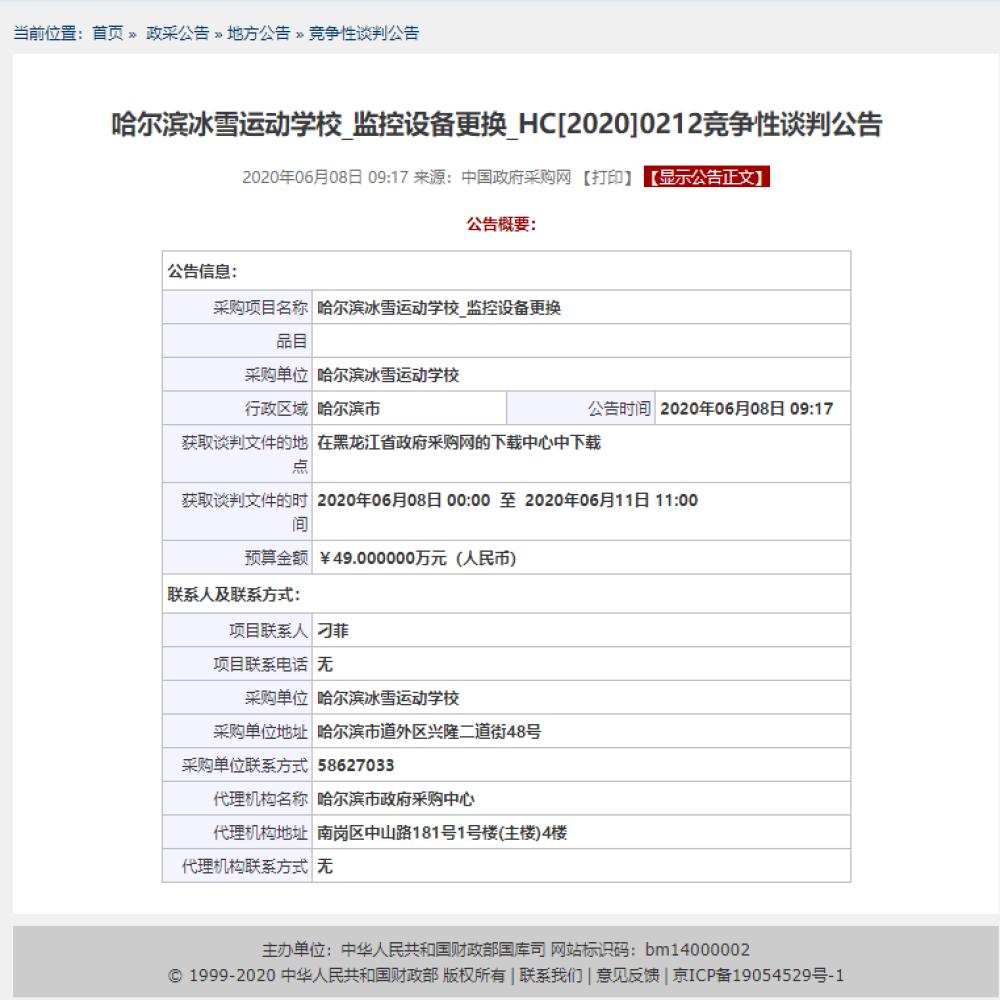 当前位置：首页 » 政采公告 » 地方公告 » 竞争性谈判公告
哈尔滨冰雪运动学校_监控设备更换_HC[2020]0212竞争性谈判公告
2020年06月08日 09:17 来源：中国政府采购网 【打印】 【显示公告正文】
公告概要：
公告信息：
采购项目名称 哈尔滨冰雪运动学校_监控设备更换
品目
采购单位 哈尔滨冰雪运动学校
行政区域 哈尔滨市 公告时间 2020年06月08日 09:17
获取谈判文件的地 在黑龙江省政府采购网的下载中心中下载
点
获取谈判文件的时 2020年06月08日 00:00 至 2020年06月11日 11:00
间
预算金额 ￥49.000000万元（人民币）
联系人及联系方式：
项目联系人 刁菲
项目联系电话 无
采购单位 哈尔滨冰雪运动学校
采购单位地址 哈尔滨市道外区兴隆二道街48号
采购单位联系方式 58627033
代理机构名称 哈尔滨市政府采购中心
代理机构地址 南岗区中山路181号1号楼(主楼)4楼
代理机构联系方式 无
主办单位：中华人民共和国财政部国库司 网站标识码：bm14000002
© 1999-2020 中华人民共和国财政部 版权所有 | 联系我们 | 意见反馈 | 京ICP备19054529号-1